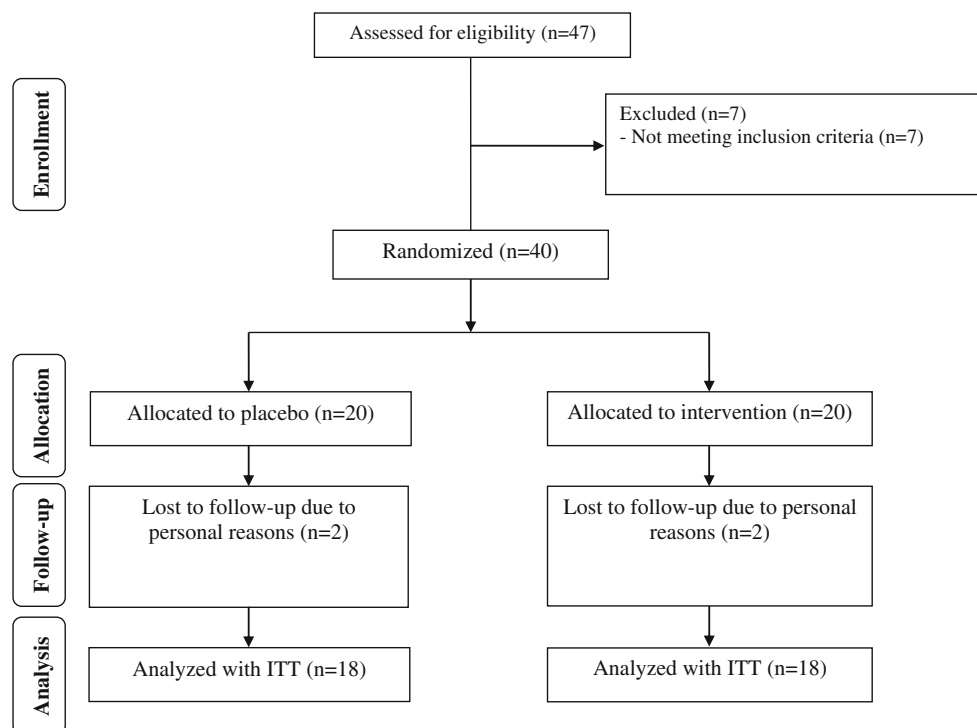 Assessed for eligibility (n=47)
Enrollment
Excluded (n=7)
- Not meeting inclusion criteria (n=7)
Randomized (n=40)
Allocation
Allocated to placebo (n=20)
Allocated to intervention (n=20)
Follow-up
Lost to follow-up due to
personal reasons (n=2)
Lost to follow-up due to personal
reasons (n=2)
Analysis
Analyzed with ITT (n=18)
Analyzed with ITT (n=18)